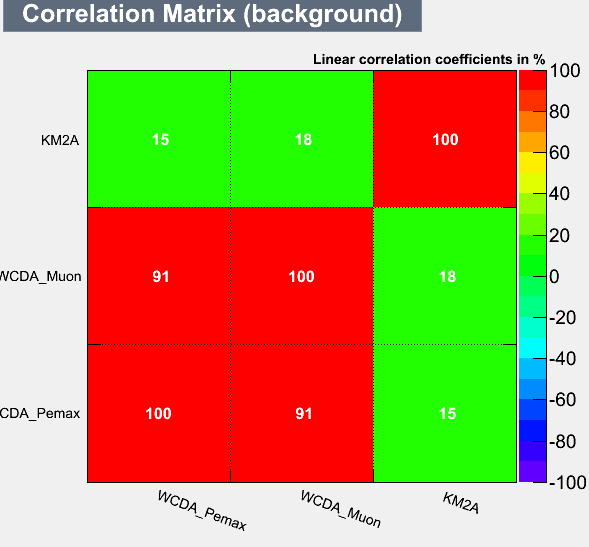 Correlation Matrix (background)
Linear correlation coefficients in %
KM2A 15 18 100
WCDA_Muon 91 100 18
CDA_Pemax 100 91 15
WCDA_Pemax WCDA_Muon KM2A
100
80
60
40
20
0
-20
-40
-60
-80
-100